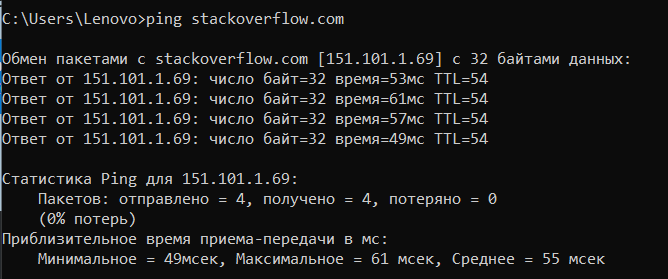 C:\Users\Lenovo>ping stackoverflow.com
Обмен пакетами с stackoverflow.com [151.101.1.69] с 32 байтами данных:
Ответ от 151.101.1.69: число байт=32 время=53мс TTL=54
Ответ от 151.101.1.69: число байт=32 время=61мс TTL=54
Ответ от 151.101.1.69: число байт=32 время=57мс TTL=54
Ответ от 151.101.1.69: число байт=32 время=49мс TTL=54
Статистика Ping для 151.101.1.69:
Пакетов: отправлено = 4, получено = 4, потеряно = 0
(0% потерь)
Приблизительное время приема-передачи в мс:
Минимальное = 49мсек, Максимальное = 61 мсек, Среднее = 55 мсек